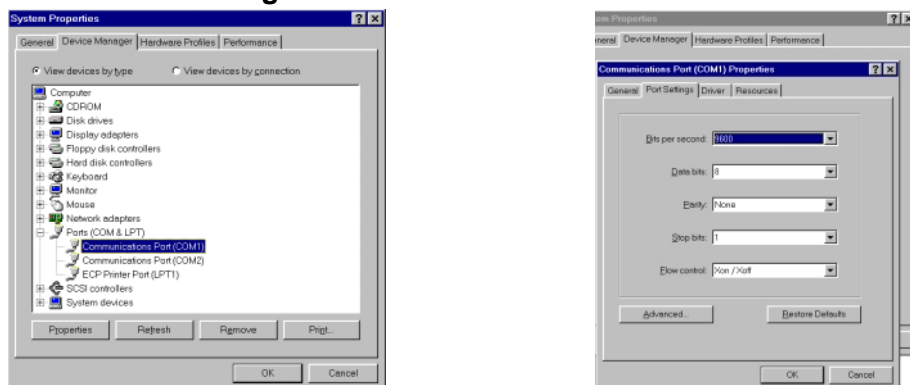 System Properties
General Device Manager Hardware Profiles Performance
View devices by type View devices by connection
Computer
CDROM
Disk drives
Display adapters
Floppy disk controllers
Hard disk controllers
Keyboard
Monitor
Mouse
Network adapters
Ports (COM & LPT)
Communications Port (COM1)
Communications Port (COM2)
ECP Printer Port (LPT1)
SCSI controllers
System devices
Properties Refresh Remove Print...
OK Cancel
Properties
Device Manager Hardware Profiles Performance
Communications Port (COM1) Properties
General Port Settings Driver Resources
Bits per second: 9600
Data bits: 8
Parity: None
Stop bits: 1
Flow control: Xon / Xoff
Advanced... Restore Defaults
OK Cancel